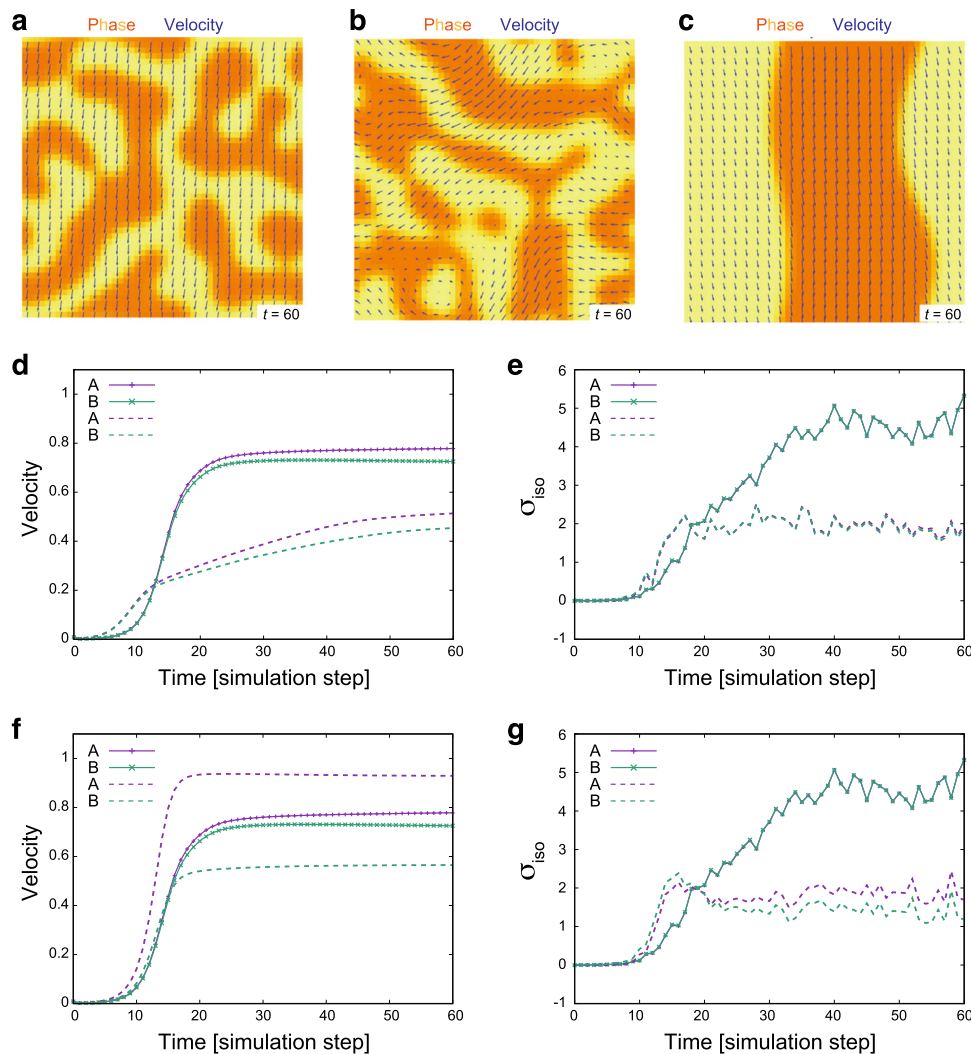 a Phase Velocity
b Phase Velocity
c Phase Velocity
t = 60
t = 60
t = 60
d
A
B
A
B
1
0.8
0.6
0.4
0.2
0
Velocity
0 10 20 30 40 50 60
Time [simulation step]
e
A
B
A
B
6
5
4
3
2
1
0
-1
σiso
0 10 20 30 40 50 60
Time [simulation step]
f
A
B
A
B
1
0.8
0.6
0.4
0.2
0
Velocity
0 10 20 30 40 50 60
Time [simulation step]
g
A
B
A
B
6
5
4
3
2
1
0
-1
σiso
0 10 20 30 40 50 60
Time [simulation step]